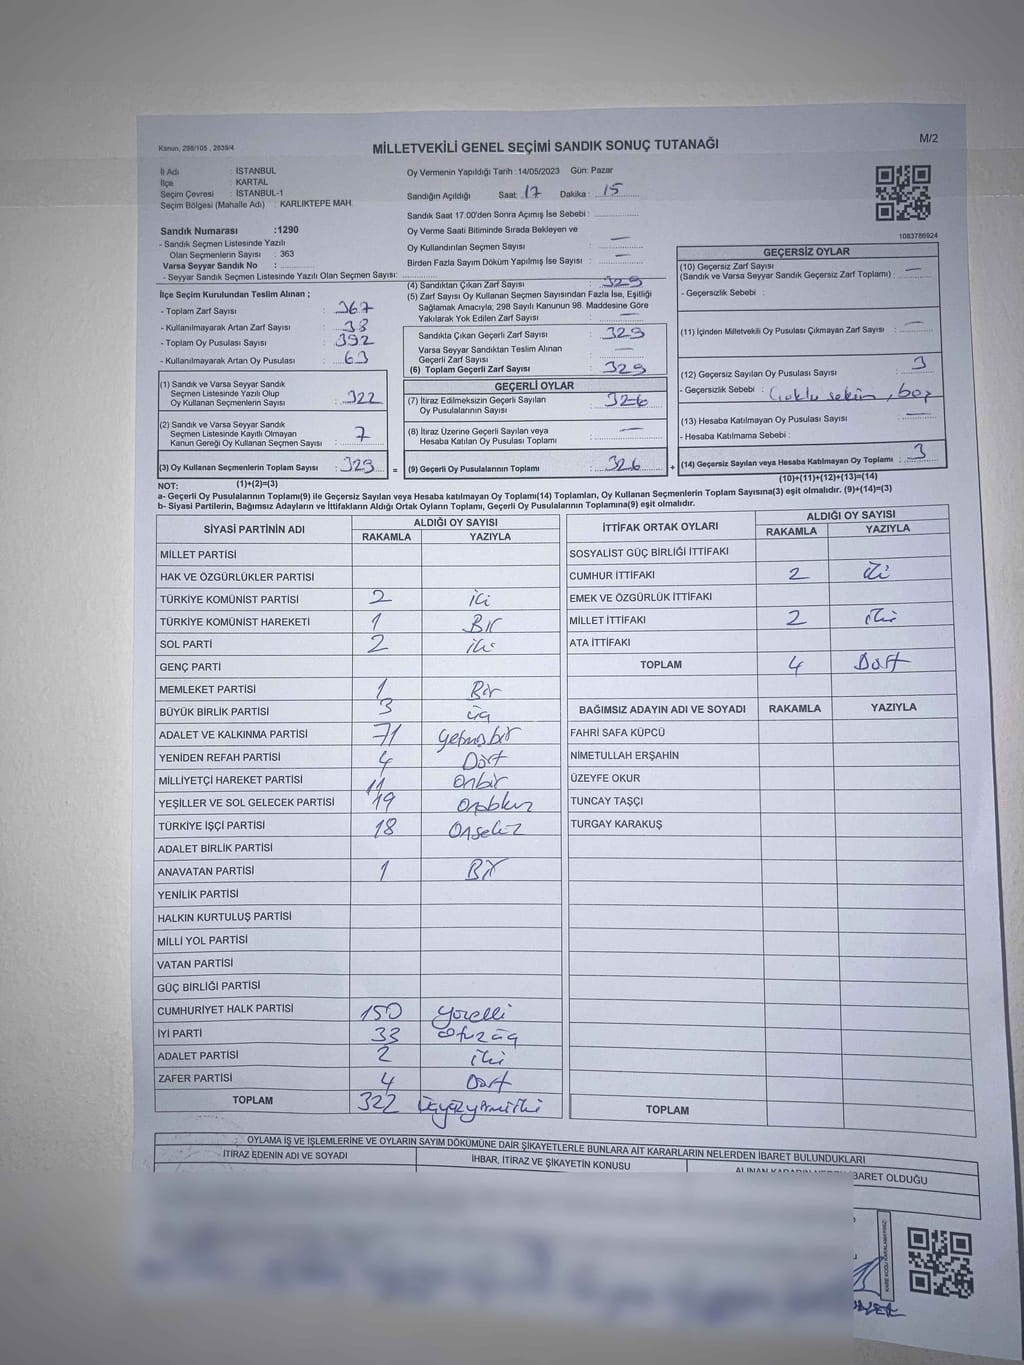 Kanun, 298/105 , 2839/4
MİLLETVEKİLİ GENEL SEÇİMİ SANDIK SONUÇ TUTANAĞI
M/2
İl Adı : İSTANBUL
İlçe : KARTAL
Seçim Çevresi : İSTANBUL-1
Seçim Bölgesi (Mahalle Adı) : KARLIKTEPE MAH.
Sandık Numarası :1290
- Sandık Seçmen Listesinde Yazılı
Olan Seçmenlerin Sayısı : 363
Varsa Seyyar Sandık No :
- Seyyar Sandık Seçmen Listesinde Yazılı Olan Seçmen Sayısı:
Oy Vermenin Yapıldığı Tarih : 14/05/2023 Gün: Pazar
Sandığın Açıldığı Saat: 17 Dakika : 15
Sandık Saat 17.00'den Sonra Açımış İse Sebebi :
Oy Verme Saati Bitiminde Sırada Bekleyen ve
Oy Kullandırılan Seçmen Sayısı : —
Birden Fazla Sayım Döküm Yapılmış İse Sayısı : —
1083786924
İlçe Seçim Kurulundan Teslim Alınan ;
- Toplam Zarf Sayısı : 367
- Kullanılmayarak Artan Zarf Sayısı : 38
- Toplam Oy Pusulası Sayısı : 392
- Kullanılmayarak Artan Oy Pusulası : 63
(1) Sandık ve Varsa Seyyar Sandık
Seçmen Listesinde Yazılı Olup
Oy Kullanan Seçmenlerin Sayısı : 322
(2) Sandık ve Varsa Seyyar Sandık
Seçmen Listesinde Kayıtlı Olmayan
Kanun Gereği Oy Kullanan Seçmen Sayısı : 7
(3) Oy Kullanan Seçmenlerin Toplam Sayısı : 329 =
(4) Sandıktan Çıkan Zarf Sayısı : 329
(5) Zarf Sayısı Oy Kullanan Seçmen Sayısından Fazla İse, Eşitliği
Sağlamak Amacıyla, 298 Sayılı Kanunun 98. Maddesine Göre
Yakılarak Yok Edilen Zarf Sayısı : —
Sandıkta Çıkan Geçerli Zarf Sayısı : 329
Varsa Seyyar Sandıktan Teslim Alınan
Geçerli Zarf Sayısı : —
(6) Toplam Geçerli Zarf Sayısı : 329
GEÇERLİ OYLAR
(7) İtiraz Edilmeksizin Geçerli Sayılan
Oy Pusulalarının Sayısı : 326
(8) İtiraz Üzerine Geçerli Sayılan veya
Hesaba Katılan Oy Pusulası Toplamı : —
(9) Geçerli Oy Pusulalarının Toplamı : 326 +
GEÇERSİZ OYLAR
(10) Geçersiz Zarf Sayısı
(Sandık ve Varsa Seyyar Sandık Geçersiz Zarf Toplamı) : —
- Geçersizlik Sebebi :
(11) İçinden Milletvekili Oy Pusulası Çıkmayan Zarf Sayısı : —
(12) Geçersiz Sayılan Oy Pusulası Sayısı : 3
- Geçersizlik Sebebi : , boş
(13) Hesaba Katılmayan Oy Pusulası Sayısı : —
- Hesaba Katılmama Sebebi :
(14) Geçersiz Sayılan veya Hesaba Katılmayan Oy Toplamı : 3
NOT: (1)+(2)=(3) (10)+(11)+(12)+(13)=(14)
a- Geçerli Oy Pusulalarının Toplamı(9) ile Geçersiz Sayılan veya Hesaba katılmayan Oy Toplamı(14) Toplamları, Oy Kullanan Seçmenlerin Toplam Sayısına(3) eşit olmalıdır. (9)+(14)=(3)
b- Siyasi Partilerin, Bağımsız Adayların ve İttifakların Aldığı Ortak Oyların Toplamı, Geçerli Oy Pusulalarının Toplamına(9) eşit olmalıdır.
SİYASİ PARTİNİN ADI ALDIĞI OY SAYISI
RAKAMLA YAZIYLA
MİLLET PARTİSİ
HAK VE ÖZGÜRLÜKLER PARTİSİ
TÜRKİYE KOMÜNİST PARTİSİ 2 iki
TÜRKİYE KOMÜNİST HAREKETİ 1 Bir
SOL PARTİ 2 iki
GENÇ PARTİ
MEMLEKET PARTİSİ 1 Bir
BÜYÜK BİRLİK PARTİSİ 3 üç
ADALET VE KALKINMA PARTİSİ 71 yetmişbir
YENİDEN REFAH PARTİSİ 4 Dört
MİLLİYETÇİ HAREKET PARTİSİ 11 Onbir
YEŞİLLER VE SOL GELECEK PARTİSİ 19 Ondokuz
TÜRKİYE İŞÇİ PARTİSİ 18 Onsekiz
ADALET BİRLİK PARTİSİ
ANAVATAN PARTİSİ 1 Bir
YENİLİK PARTİSİ
HALKIN KURTULUŞ PARTİSİ
MİLLİ YOL PARTİSİ
VATAN PARTİSİ
GÜÇ BİRLİĞİ PARTİSİ
CUMHURİYET HALK PARTİSİ 150 yüzelli
İYİ PARTİ 33 Otuzüç
ADALET PARTİSİ 2 iki
ZAFER PARTİSİ 4 Dört
TOPLAM 322 üçyüzyirmiiki
İTTİFAK ORTAK OYLARI ALDIĞI OY SAYISI
RAKAMLA YAZIYLA
SOSYALİST GÜÇ BİRLİĞİ İTTİFAKI
CUMHUR İTTİFAKI 2 iki
EMEK VE ÖZGÜRLÜK İTTİFAKI
MİLLET İTTİFAKI 2 iki
ATA İTTİFAKI
TOPLAM 4 Dört
BAĞIMSIZ ADAYIN ADI VE SOYADI RAKAMLA YAZIYLA
FAHRİ SAFA KÜPCÜ
NİMETULLAH ERŞAHİN
ÜZEYFE OKUR
TUNCAY TAŞÇI
TURGAY KARAKUŞ
TOPLAM
OYLAMA İŞ VE İŞLEMLERİNE VE OYLARIN SAYIM DÖKÜMÜNE DAİR ŞİKAYETLERLE BUNLARA AİT KARARLARIN NELERDEN İBARET BULUNDUKLARI
İTİRAZ EDENİN ADI VE SOYADI İHBAR, İTİRAZ VE ŞİKAYETİN KONUSU ALINAN KARARIN NEDEN İBARET OLDUĞU